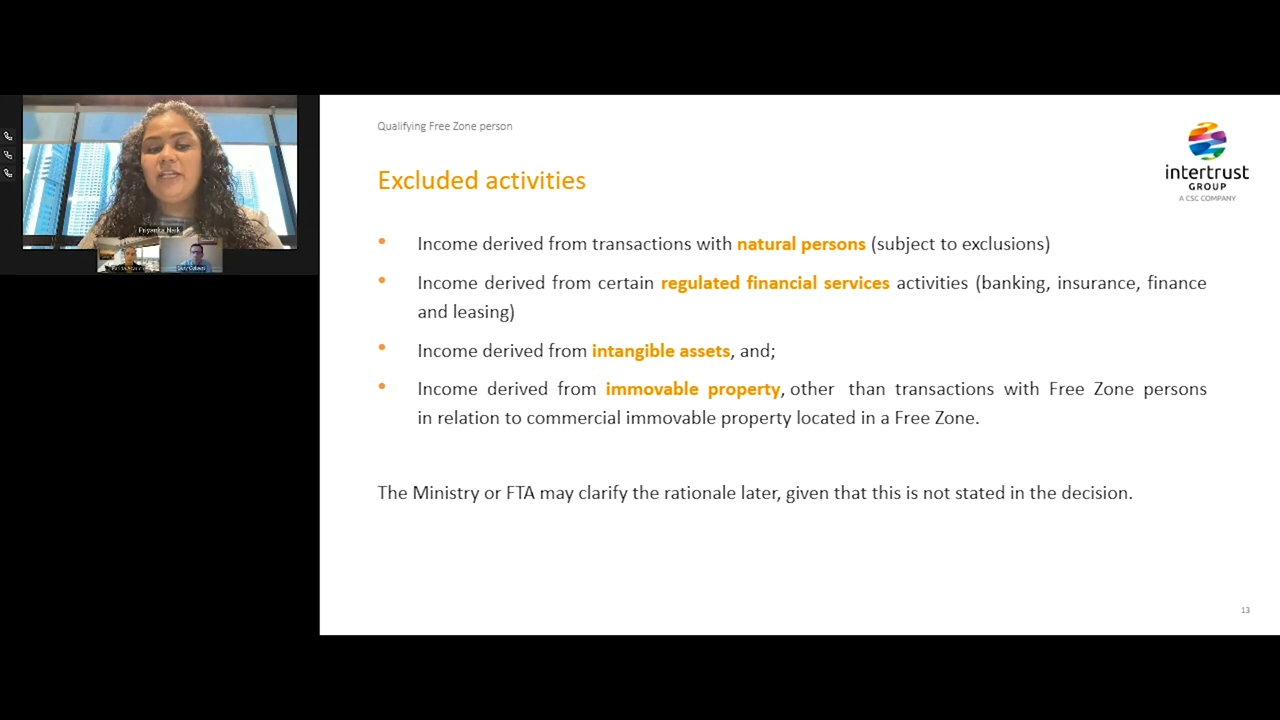 Qualifying Free Zone person
Excluded activities
intertrust
GROUP
A CSC COMPANY
• Income derived from transactions with natural persons (subject to exclusions)
• Income derived from certain regulated financial services activities (banking, insurance, finance
and leasing)
• Income derived from intangible assets, and;
• Income derived from immovable property, other than transactions with Free Zone persons
in relation to commercial immovable property located in a Free Zone.
The Ministry or FTA may clarify the rationale later, given that this is not stated in the decision.
13
Priyanka Naik